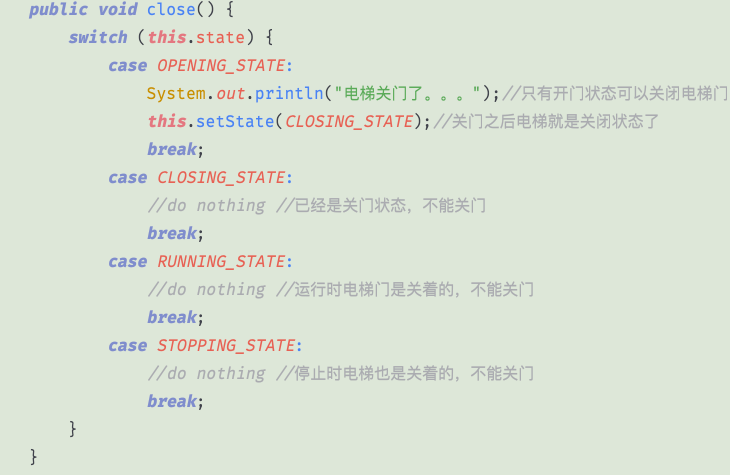 public void close() {
    switch (this.state) {
        case OPENING_STATE:
            System.out.println("电梯关门了。。。");//只有开门状态可以关闭电梯门
            this.setState(CLOSING_STATE);//关门之后电梯就是关闭状态了
            break;
        case CLOSING_STATE:
            //do nothing //已经是关门状态，不能关门
            break;
        case RUNNING_STATE:
            //do nothing //运行时电梯门是关着的，不能关门
            break;
        case STOPPING_STATE:
            //do nothing //停止时电梯也是关着的，不能关门
            break;
    }
}